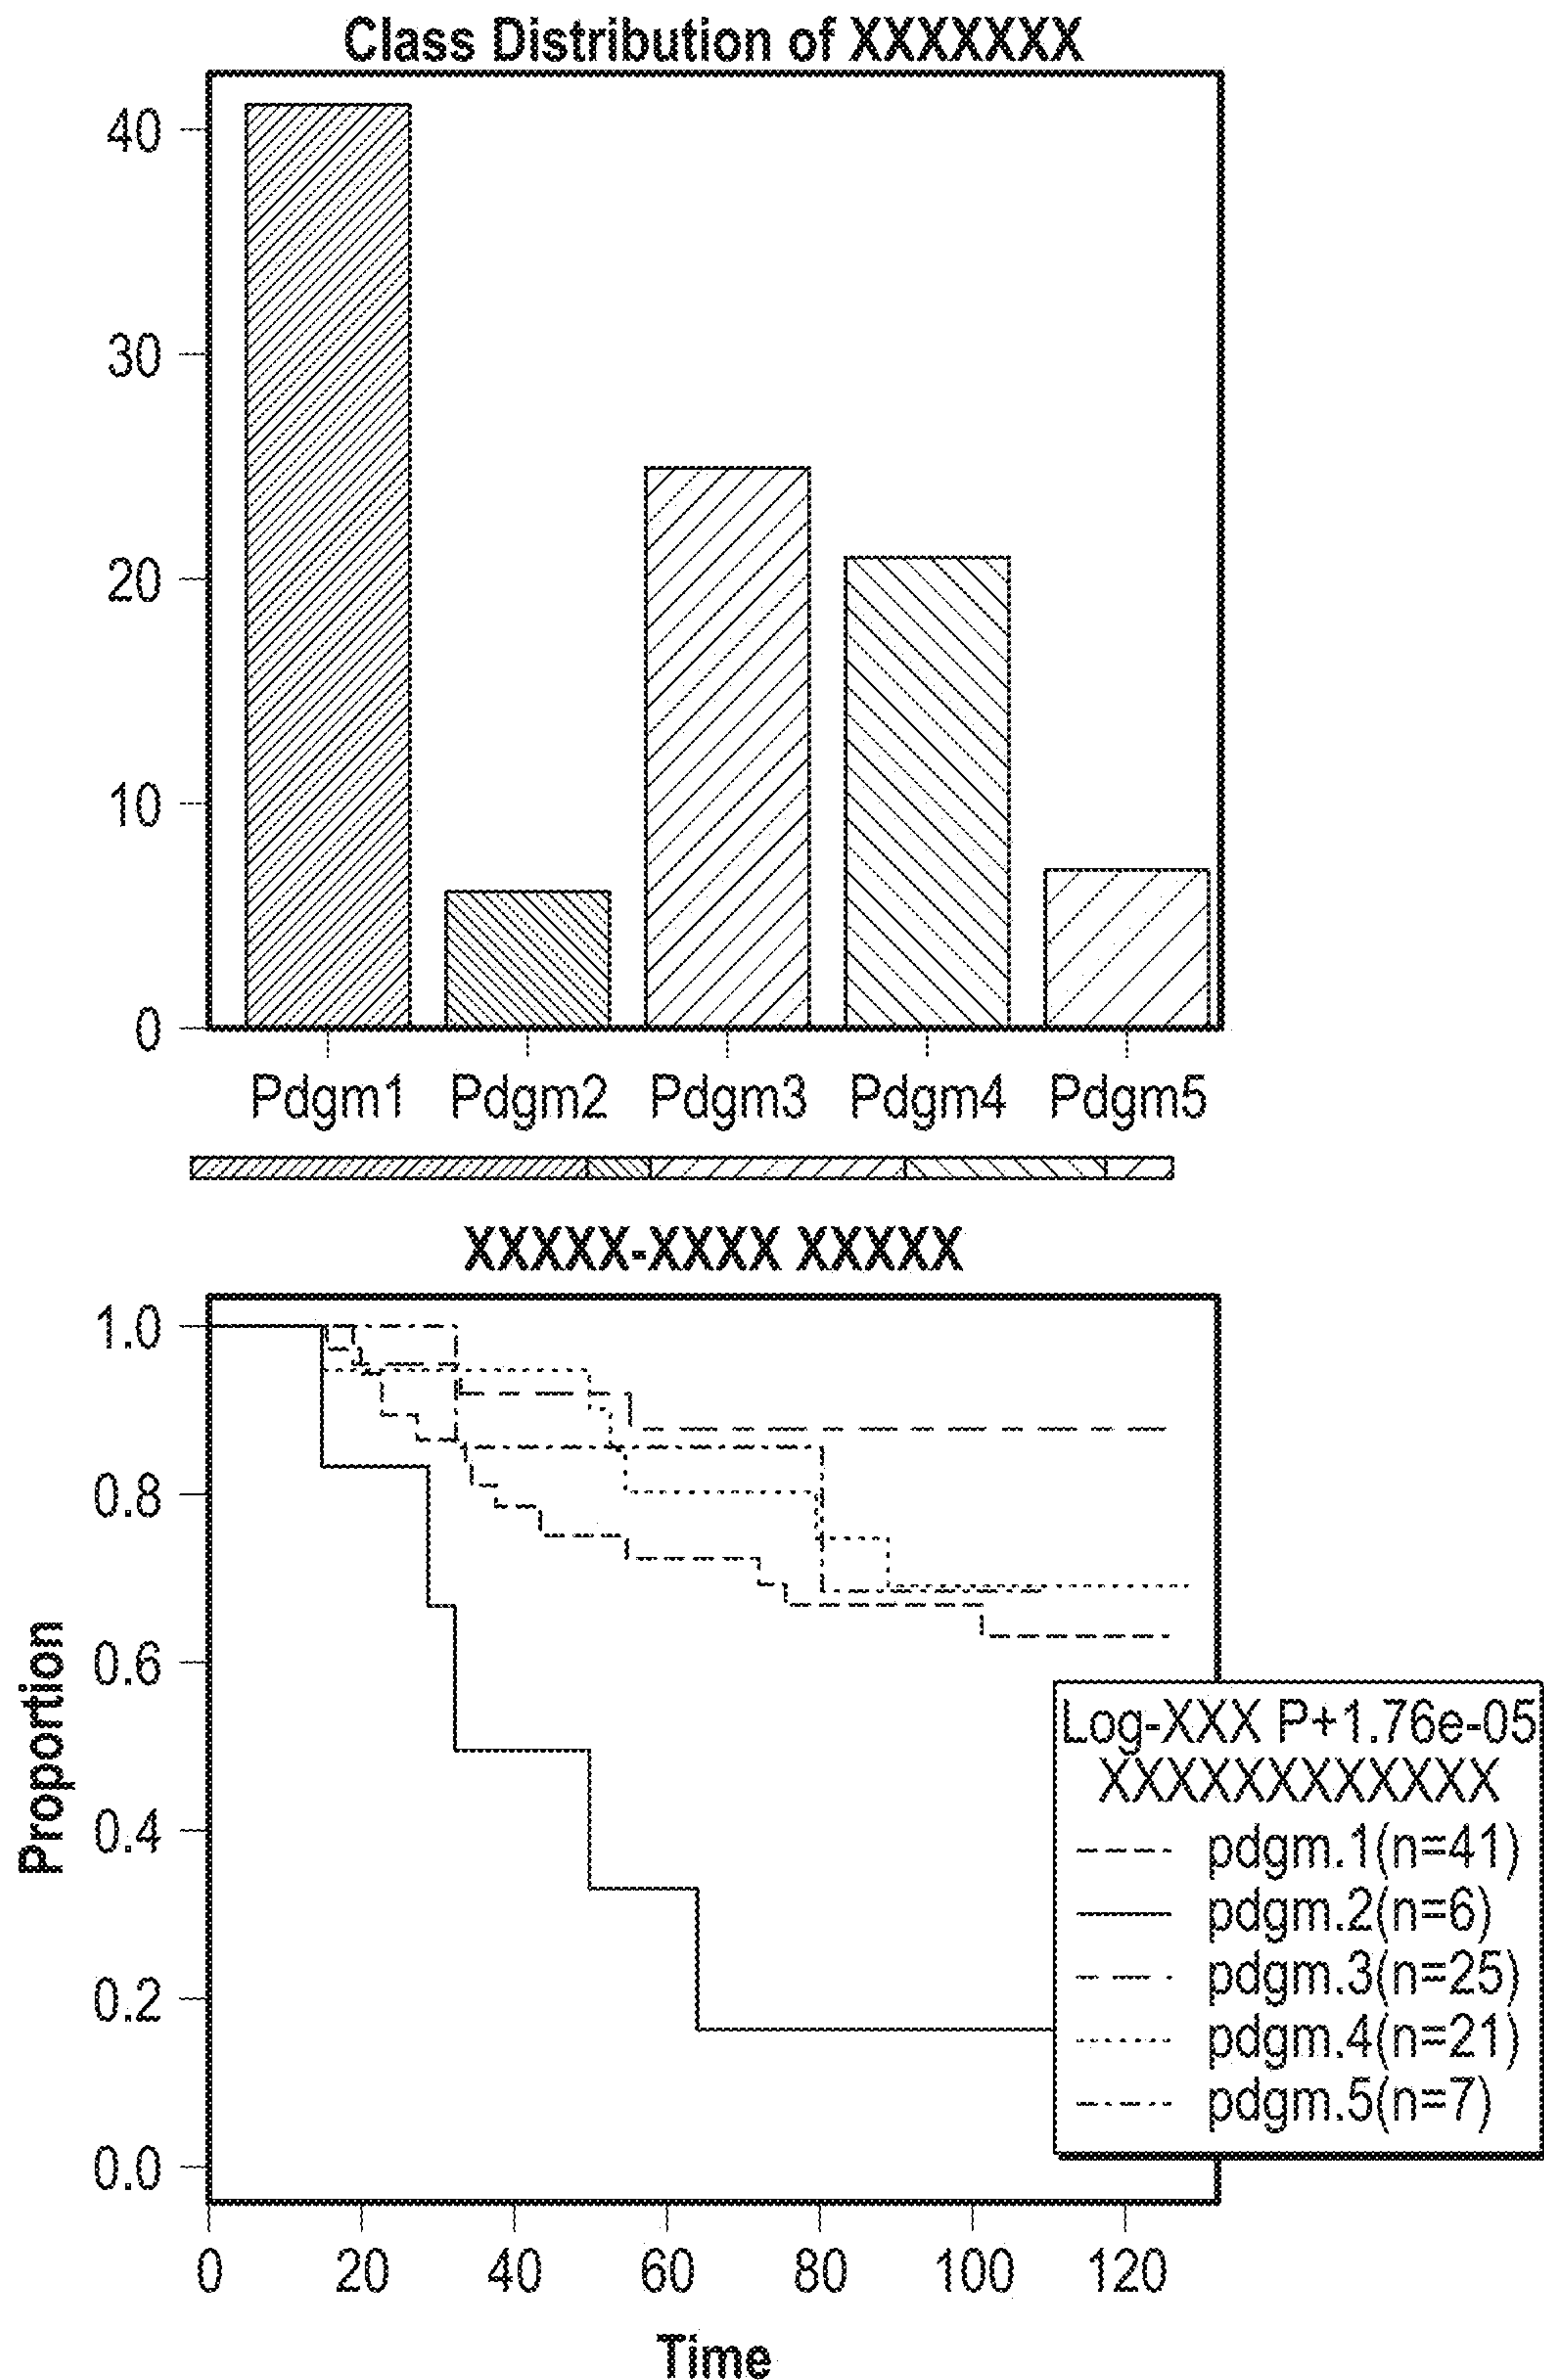 Class Distribution of XXXXXXX
40
30
20
10
0
Pdgm1 Pdgm2 Pdgm3 Pdgm4 Pdgm5
XXXXX-XXXX XXXXX
1.0
0.8
0.6
0.4
0.2
0.0
Proportion
Log-XXX P+1.76e-05
XXXXXXXXXXXX
pdgm.1(n=41)
pdgm.2(n=6)
pdgm.3(n=25)
pdgm.4(n=21)
pdgm.5(n=7)
0 20 40 60 80 100 120
Time